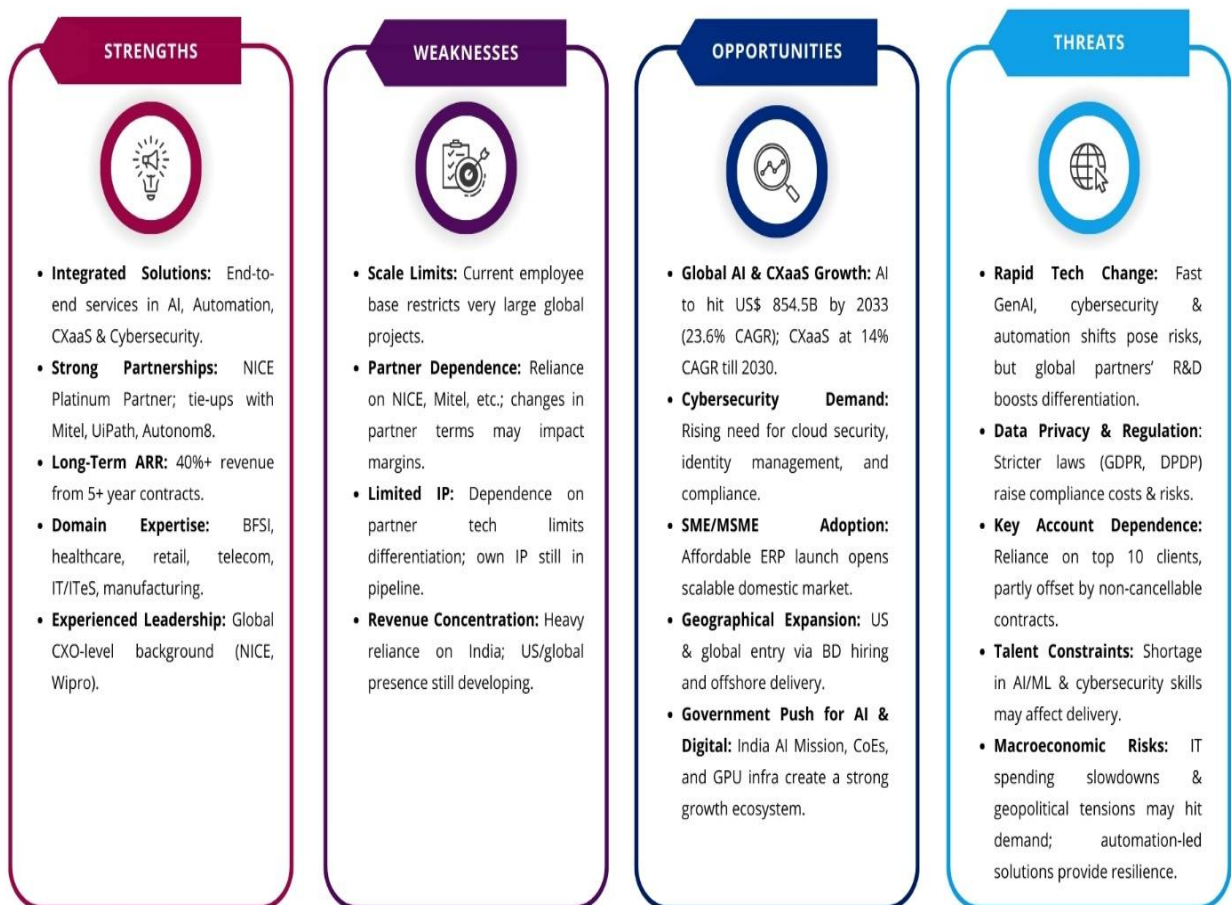 STRENGTHS
• Integrated Solutions: End-to-
end services in AI, Automation,
CXaaS & Cybersecurity.
• Strong Partnerships: NICE
Platinum Partner; tie-ups with
Mitel, UiPath, Autonom8.
• Long-Term ARR: 40%+ revenue
from 5+ year contracts.
• Domain Expertise: BFSI,
healthcare, retail, telecom,
IT/ITeS, manufacturing.
• Experienced Leadership: Global
CXO-level background (NICE,
Wipro).
WEAKNESSES
• Scale Limits: Current employee
base restricts very large global
projects.
• Partner Dependence: Reliance
on NICE, Mitel, etc.; changes in
partner terms may impact
margins.
• Limited IP: Dependence on
partner tech limits
differentiation; own IP still in
pipeline.
• Revenue Concentration: Heavy
reliance on India; US/global
presence still developing.
OPPORTUNITIES
• Global AI & CXaaS Growth: AI
to hit US$ 854.5B by 2033
(23.6% CAGR); CXaaS at 14%
CAGR till 2030.
• Cybersecurity Demand:
Rising need for cloud security,
identity management, and
compliance.
• SME/MSME Adoption:
Affordable ERP launch opens
scalable domestic market.
• Geographical Expansion: US
& global entry via BD hiring
and offshore delivery.
• Government Push for AI &
Digital: India AI Mission, CoEs,
and GPU infra create a strong
growth ecosystem.
THREATS
• Rapid Tech Change: Fast
GenAI, cybersecurity &
automation shifts pose risks,
but global partners’ R&D
boosts differentiation.
• Data Privacy & Regulation:
Stricter laws (GDPR, DPDP)
raise compliance costs & risks.
• Key Account Dependence:
Reliance on top 10 clients,
partly offset by non-cancellable
contracts.
• Talent Constraints: Shortage
in AI/ML & cybersecurity skills
may affect delivery.
• Macroeconomic Risks: IT
spending slowdowns &
geopolitical tensions may hit
demand; automation-led
solutions provide resilience.